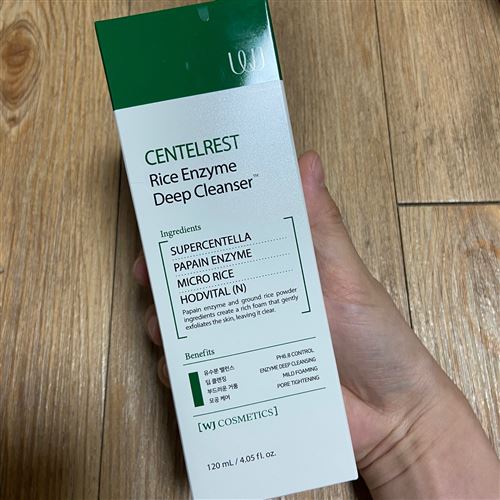 WJ
CENTELREST
Rice Enzyme
Deep Cleanser™
Ingredients
SUPERCENTELLA
PAPAIN ENZYME
MICRO RICE
HODVITAL (N)
Papain enzyme and ground rice powder
ingredients create a rich foam that gently
exfoliates the skin, leaving it clear.
Benefits
유수분 밸런스 PH6.8 CONTROL
딥 클렌징 ENZYME DEEP CLEANSING
부드러운 거품 MILD FOAMING
모공 케어 PORE TIGHTENING
[WJ COSMETICS]
120 mL / 4.05 fl. oz.